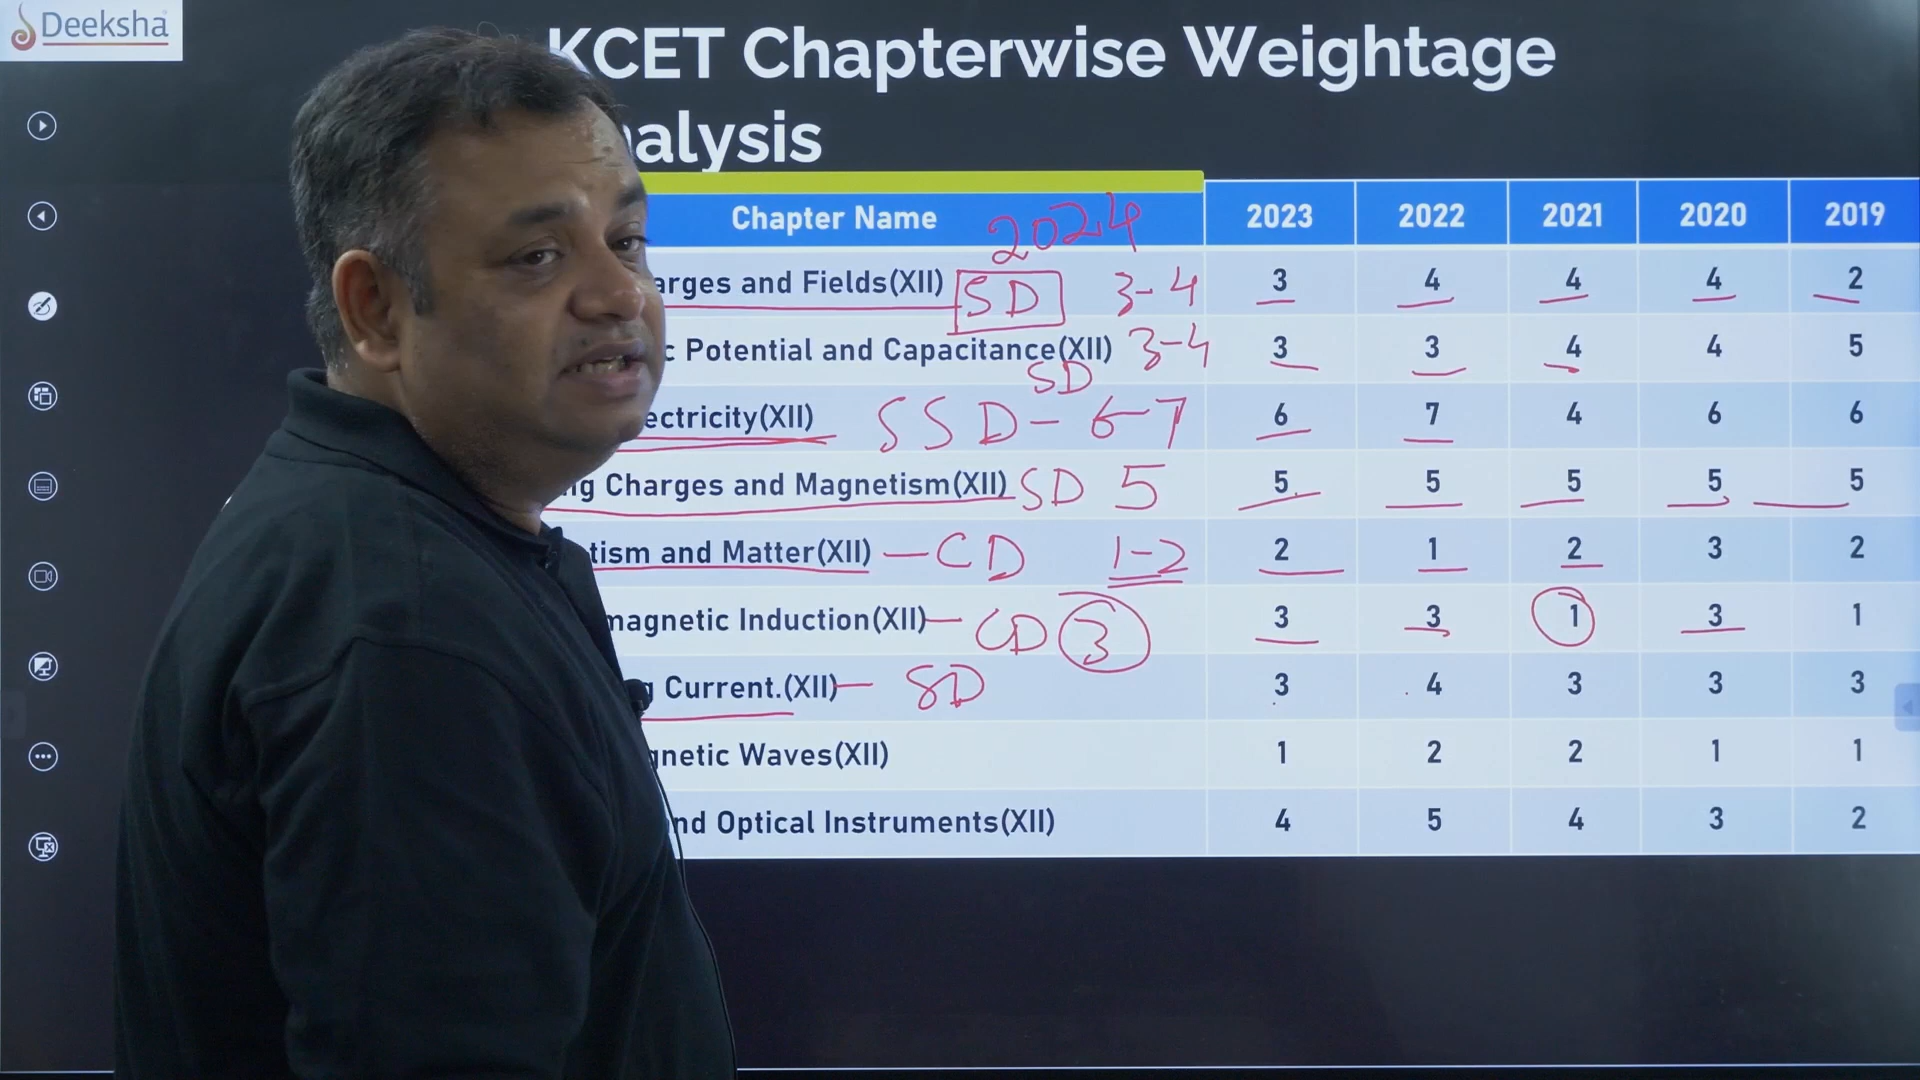 Deeksha
KCET Chapterwise Weightage
alysis
Chapter Name 2024 2023 2022 2021 2020 2019
arges and Fields(XII) SD 3-4 3 4 4 4 2
c Potential and Capacitance(XII) 3-4 3 3 4 4 5
SD
ectricity(XII) SSD - 6-7 6 7 4 6 6
g Charges and Magnetism(XII) SD 5 5 5 5 5 5
tism and Matter(XII) - CD 1-2 2 1 2 3 2
magnetic Induction(XII) - CD 3 3 3 1 3 1
g Current.(XII) - SD 3 4 3 3 3
gnetic Waves(XII) 1 2 2 1 1
nd Optical Instruments(XII) 4 5 4 3 2